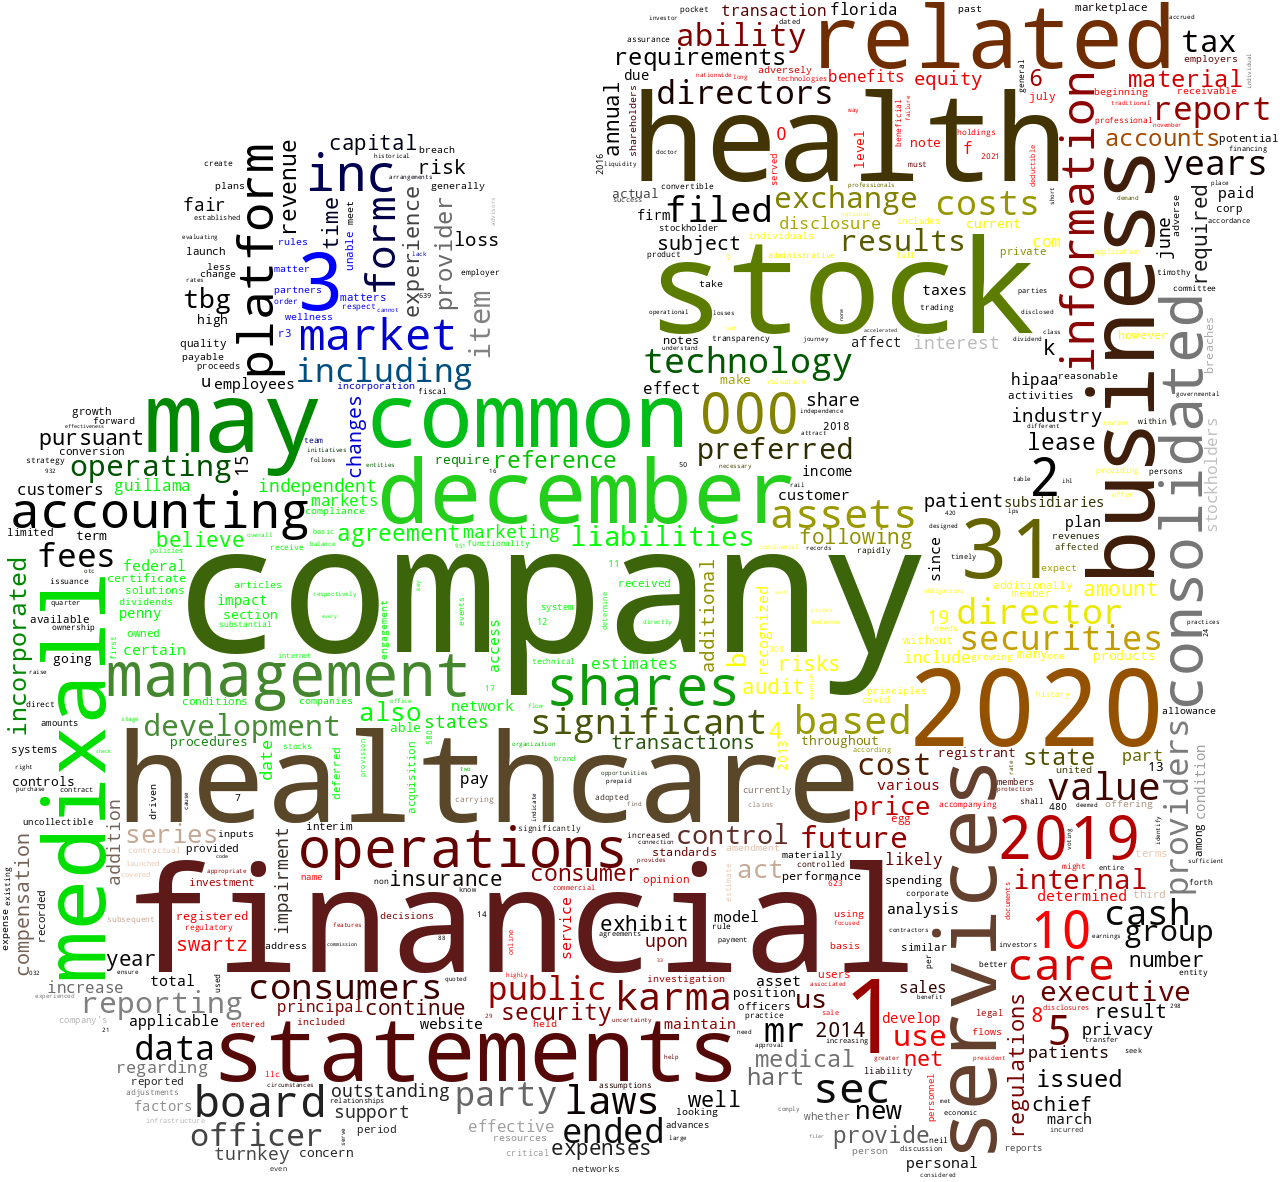 pocket transaction florida past marketplace accrued
investor dated
ability related tax
assurance employers
requirements
nationwide long adversely technologies benefits equity general 6 material individual
due directors july beginning receivable
health traditional report
annual shareholders information professional november
capital breach 2016 liquidity doctor served 0 level way beneficial failure note must holdings f 2021 deductible accounts potential financing
historical
platform revenue inc risk years
create arrangements generally convertible professionals short place
plans fair time former experience provider actual success exchange costs demand business paid
established firm filed disclosure includes current corp
evaluating unable meet rules loss stockholder subject individuals results com accordance
launch 3 matter lack product administrative full private june adverse required
less change employer stock timothy committee
rates partners cannot 639 take taxes parties
tbg order matters respect operational losses trading disclosed consolidated
high wellness r3 market item none class however
quality notes transparency accelerated affect interest dividend k breaches
payable including understand journey technology hipaa reasonable
proceeds u employees incorporation fiscal effect make valuation activities governmental
may common 000 share independence industry different within stockholders
growth forward changes team attract 2018
effectiveness pursuant initiatives preferred lease
conversion follows entities require reference necessary
strategy operating 15 16 50 income 2 providing persons
932 guillama independent december rail table ihl
customers accounting markets customer patient subsidiaries
limited compliance assets 420 lps
term basic agreement marketing liabilities following designed 31 plan
believe overall functionality 951 records rapidly since revenues affected
fees policies receive balance company timely
otc federal expect
issuance certificate articles respectively 11 received additionally amount
incorporated quarter solutions impact engagement events system determine additional recognized member
medixall dividends section director practices
available penny substantial 12 directly 19
ownership owned without securities 24
going first certain internet access technical estimates b risks include growing many one products
raise management shares audit principles
direct conditions companies 17 network covid history 2020
amounts development also office flow significant 4 based allowance
stage able states
systems procedures stocks provision 580 organization transactions 2013 throughout registrant state part providers
right date deferred acquisition brand according rate 13
controls healthcare two pay opportunities currently cost united condition
purchase contract cause prepaid members protection value
driven 7 carrying adopted find claims various shall
uncollectible indicate price accompanying 480 deemed offering among
compensation addition series inputs interim significantly increased control egg services 2019 voting identify
contractual provided operations connection amendment future sufficient
existing launched code impairment provides standards materially likely might entire terms
covered appropriate name insurance consumer act controlled internal
expense recorded investment non know commercial opinion estimate performance 623 spending determined third forth
subsequent registered financial corporate documents
regulatory decisions 14 service exhibit model using analysis 10 earnings cash
swartz features agreements rule focused
address commission 88 online upon payment basis contractors similar investors group
year 33
032 ensure total used quoted highly investigation asset users per better care number
increase consumers public karma position associated sales entity
experienced reporting principal continue security officers us benefit executive
company's applicable included 29 uncertainty sale legal disclosures 298
21 entered website held maintain practice develop 8 result
data statements need mr 2014 1 use flows 5 privacy transfer
regarding help approval increasing net regulations patients seek
reported llc medical greater president
adjustments circumstances assumptions hart liability issued
factors outstanding party laws well sec personnel chief
board relationships looking comply new met
infrastructure support effective advances whether economic march
officer serve period resources ended large filer provide neil incurred
turnkey concern critical expenses person discussion reports
even networks personal considered